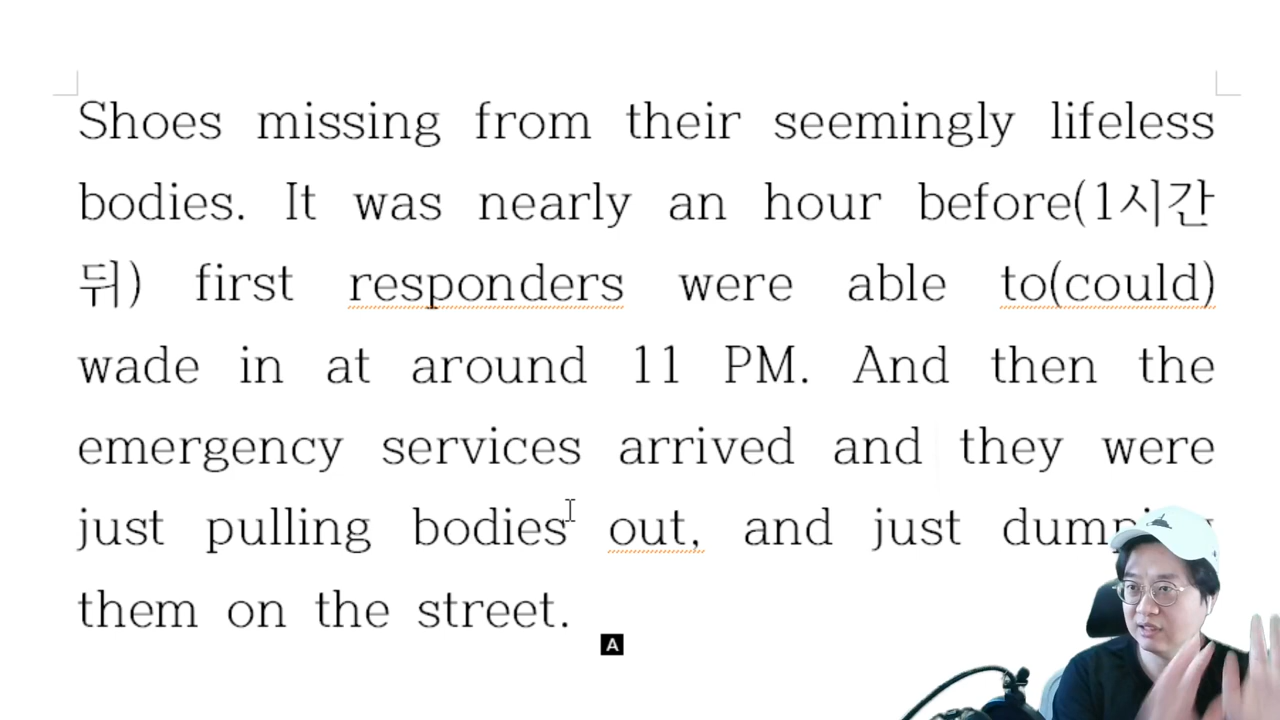 Shoes missing from their seemingly lifeless
bodies. It was nearly an hour before(1시간
뒤) first responders were able to(could)
wade in at around 11 PM. And then the
emergency services arrived and they were
just pulling bodies out, and just
them on the street.
A